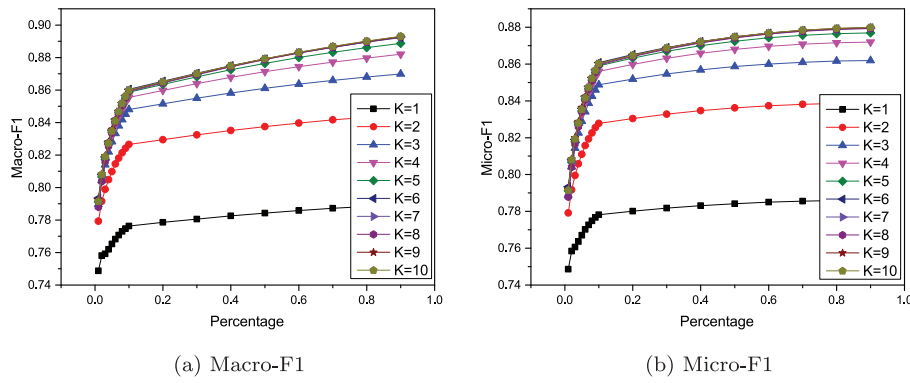 0.90
0.88
0.86
0.84
0.82
0.80
0.78
0.76
0.74
Macro-F1
0.0 0.2 0.4 0.6 0.8 1.0
Percentage
K=1
K=2
K=3
K=4
K=5
K=6
K=7
K=8
K=9
K=10
(a) Macro-F1
0.88
0.86
0.84
0.82
0.80
0.78
0.76
0.74
Micro-F1
0.0 0.2 0.4 0.6 0.8 1.0
Percentage
K=1
K=2
K=3
K=4
K=5
K=6
K=7
K=8
K=9
K=10
(b) Micro-F1